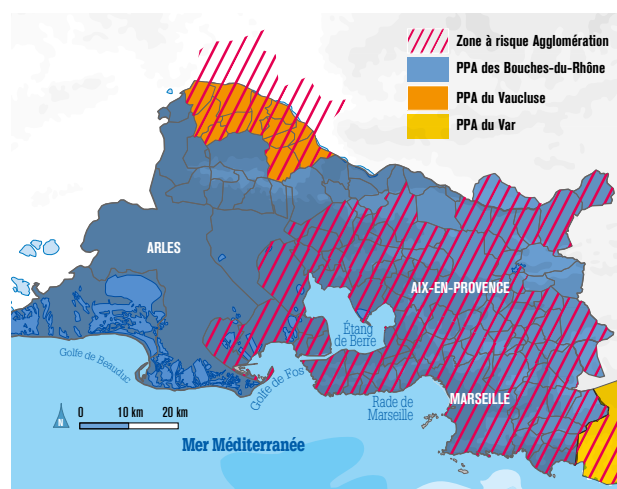 Zone à risque Agglomération
PPA des Bouches-du-Rhône
PPA du Vaucluse
PPA du Var
ARLES
AIX-EN-PROVENCE
Étang
de Berre
Golfe de Beauduc
Golfe de Fos
Rade de
Marseille
MARSEILLE
0 10 km 20 km
N
Mer Méditerranée